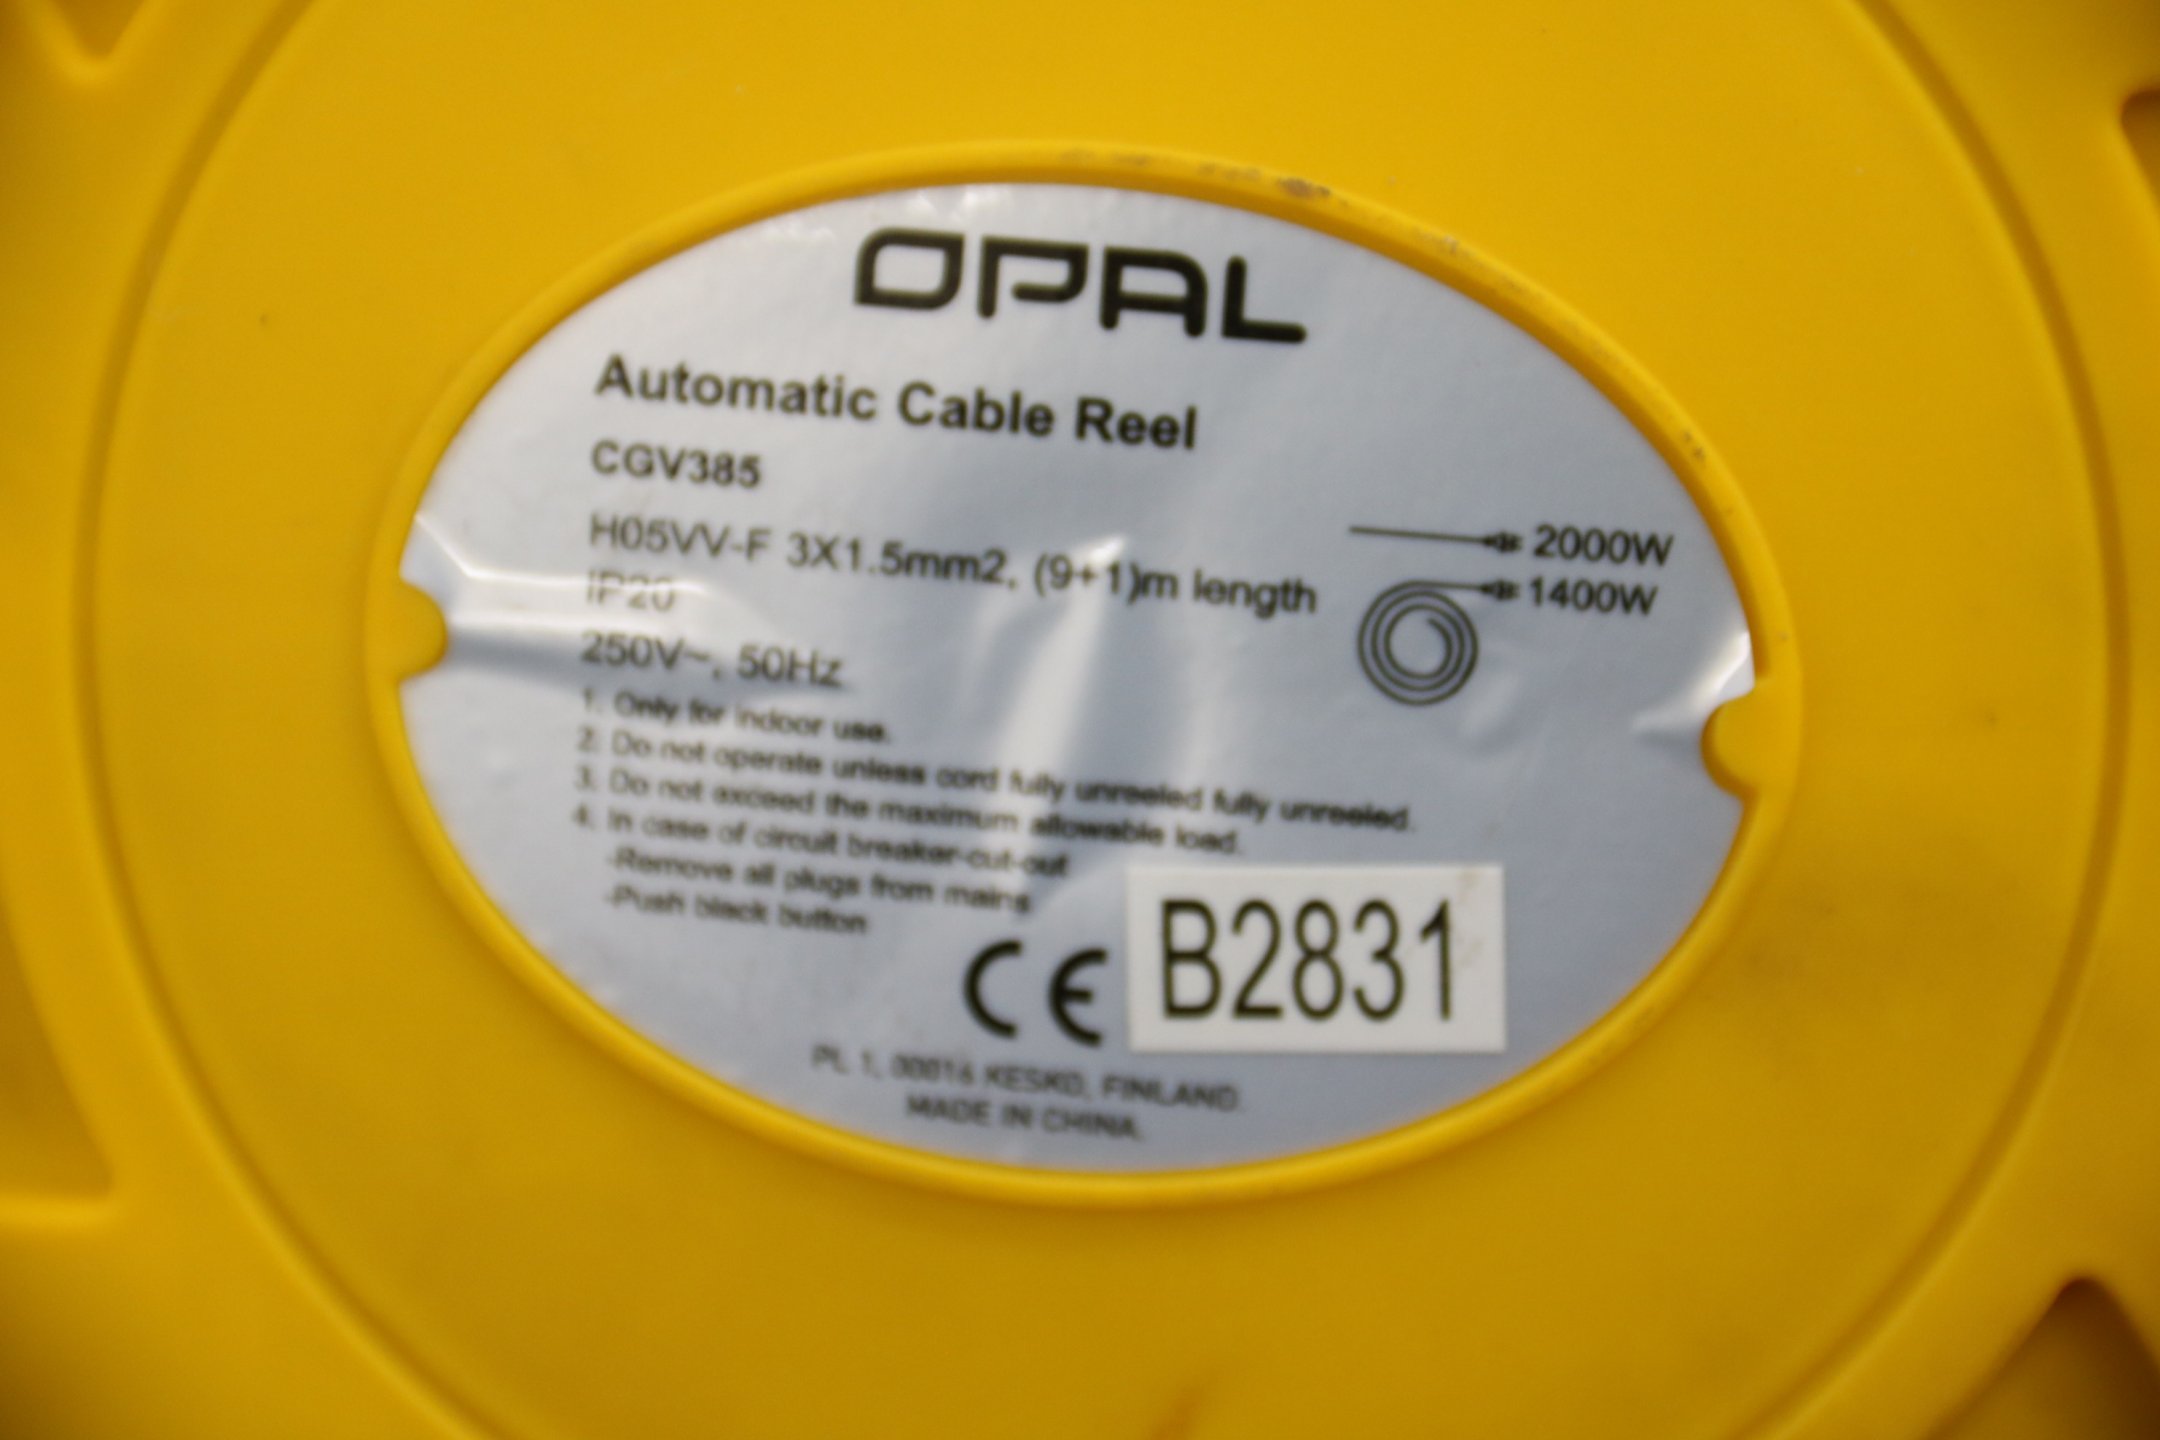 OPAL
Automatic Cable Reel
CGV385
H05VV-F 3X1.5mm2, (9+1)m length
2000W
1400W
IP20
250V~, 50Hz
1. Only for indoor use.
2. Do not operate unless cord fully unreeled fully unreeled.
3. Do not exceed the maximum allowable load.
4. In case of circuit breaker-cut-out
-Remove all plugs from mains
-Push black button
CE
B2831
PL 1, 00016 KESKO, FINLAND.
MADE IN CHINA.